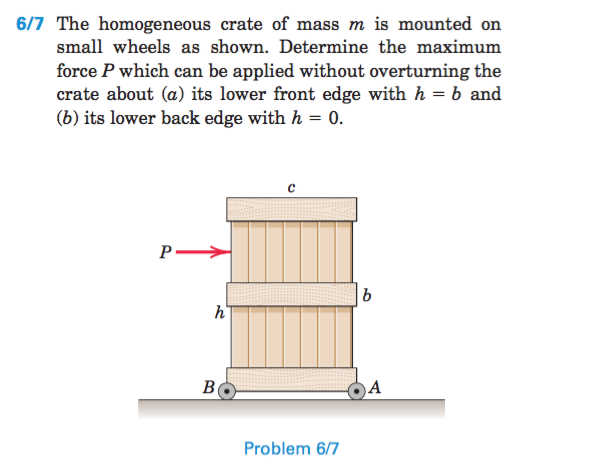 6/7 The homogeneous crate of mass m is mounted on
small wheels as shown. Determine the maximum
force P which can be applied without overturning the
crate about (a) its lower front edge with h = b and
(b) its lower back edge with h = 0.
c
P
b
h
B
A
Problem 6/7